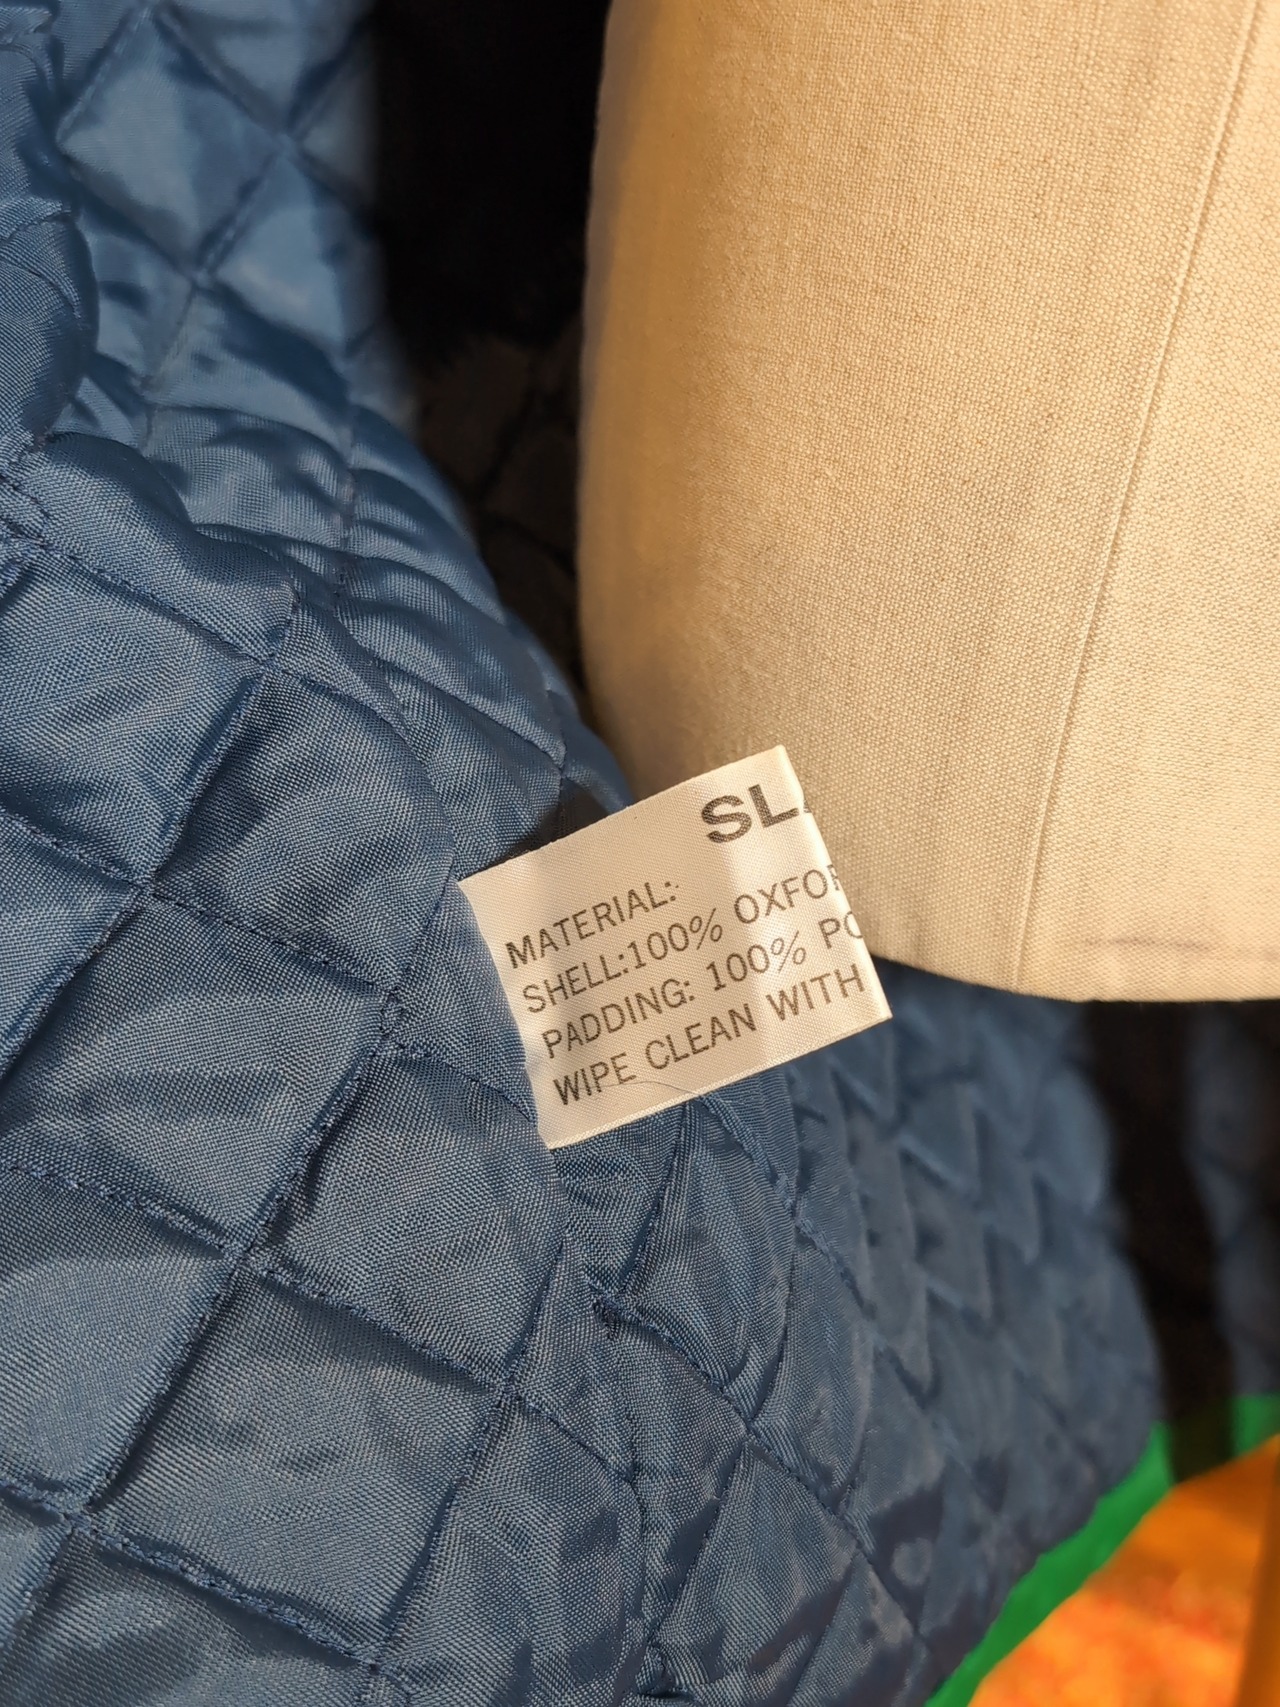 SL
MATERIAL:
SHELL:100% OXFO
PADDING: 100% PO
WIPE CLEAN WITH